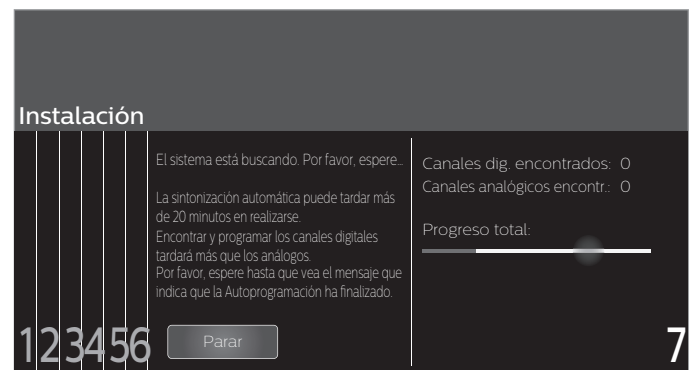 Instalación
El sistema está buscando. Por favor, espere...
La sintonización automática puede tardar más
de 20 minutos en realizarse.
Encontrar y programar los canales digitales
tardará más que los análogos.
Por favor, espere hasta que vea el mensaje que
indica que la Autoprogramación ha finalizado.
Parar
Canales dig. encontrados: 0
Canales analógicos encontr.: 0
Progreso total:
1 2 3 4 5 6
7